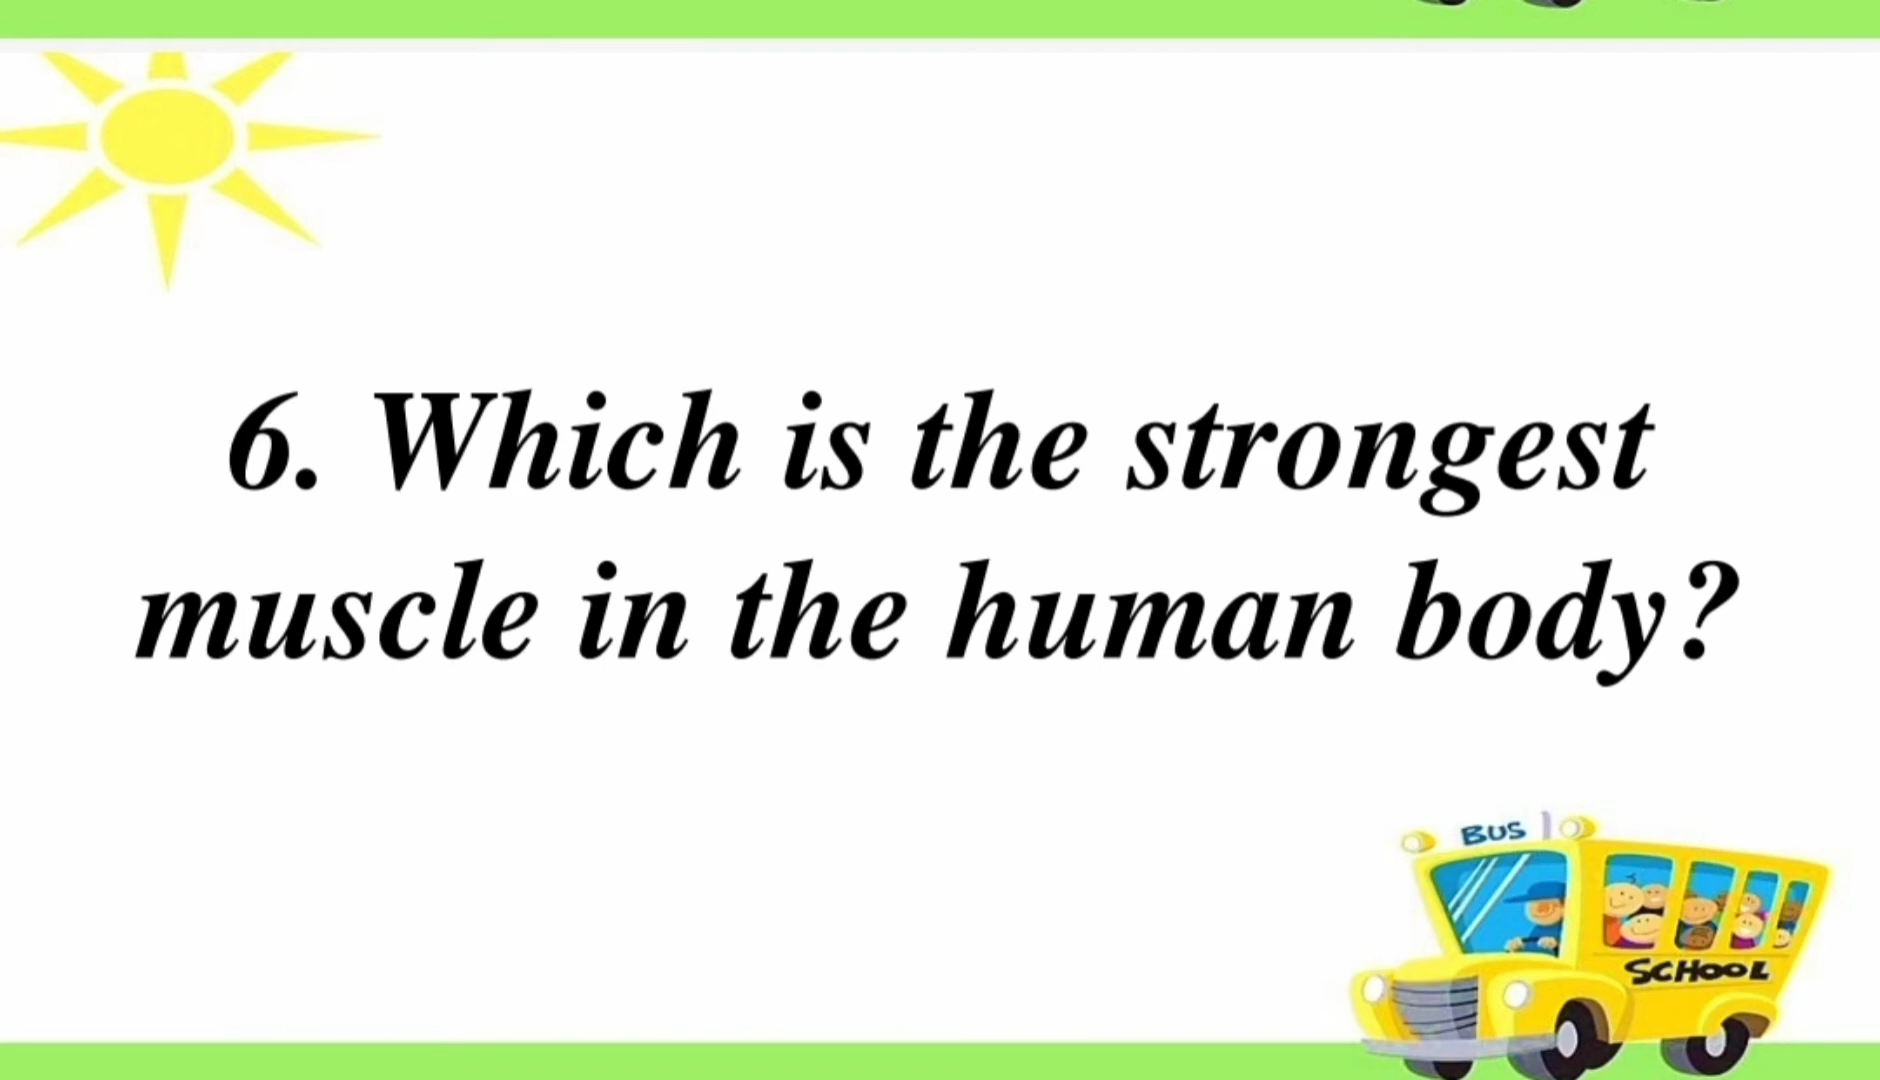 6. Which is the strongest
muscle in the human body?
BUS
SCHOOL